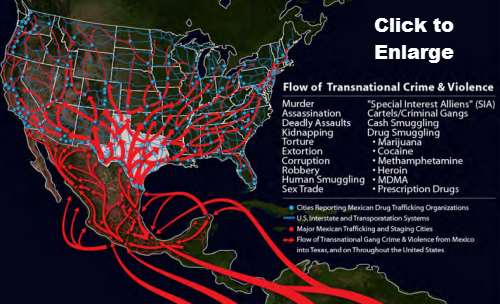 Click to
Enlarge
Flow of Transnational Crime & Violence
Murder
Assassination
Deadly Assaults
Kidnapping
Torture
Extortion
Corruption
Robbery
Human Smuggling
Sex Trade
"Special Interest Alliens" (SIA)
Cartels/Criminal Gangs
Cash Smuggling
Drug Smuggling
• Marijuana
• Cocaine
• Methamphetamine
• Heroin
• MDMA
• Prescription Drugs
Cities Reporting Mexican Drug Trafficking Organizations
U.S. Interstate and Transporatation Systems
Major Mexican Trafficking and Staging Cities
Flow of Transnational Gang Crime & Violence from Mexico
into Texas, and on Throughout the United States